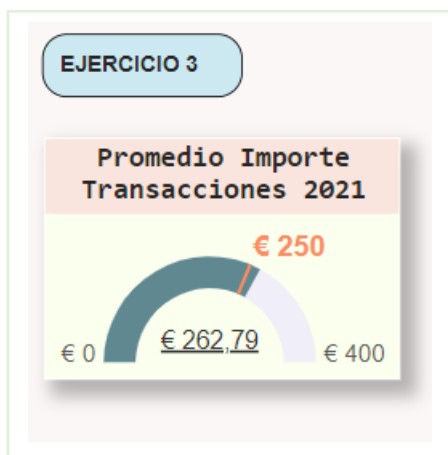 EJERCICIO 3
Promedio Importe
Transacciones 2021
€ 250
€ 262,79
€ 0
€ 400